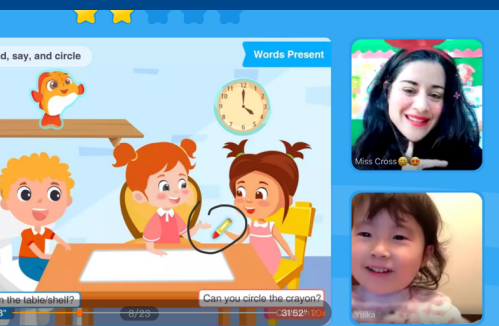 d, say, and circle
Words Present
Miss Cross
n the table/shelf?
Can you circle the crayon?
8/23
31'52"
Yuika